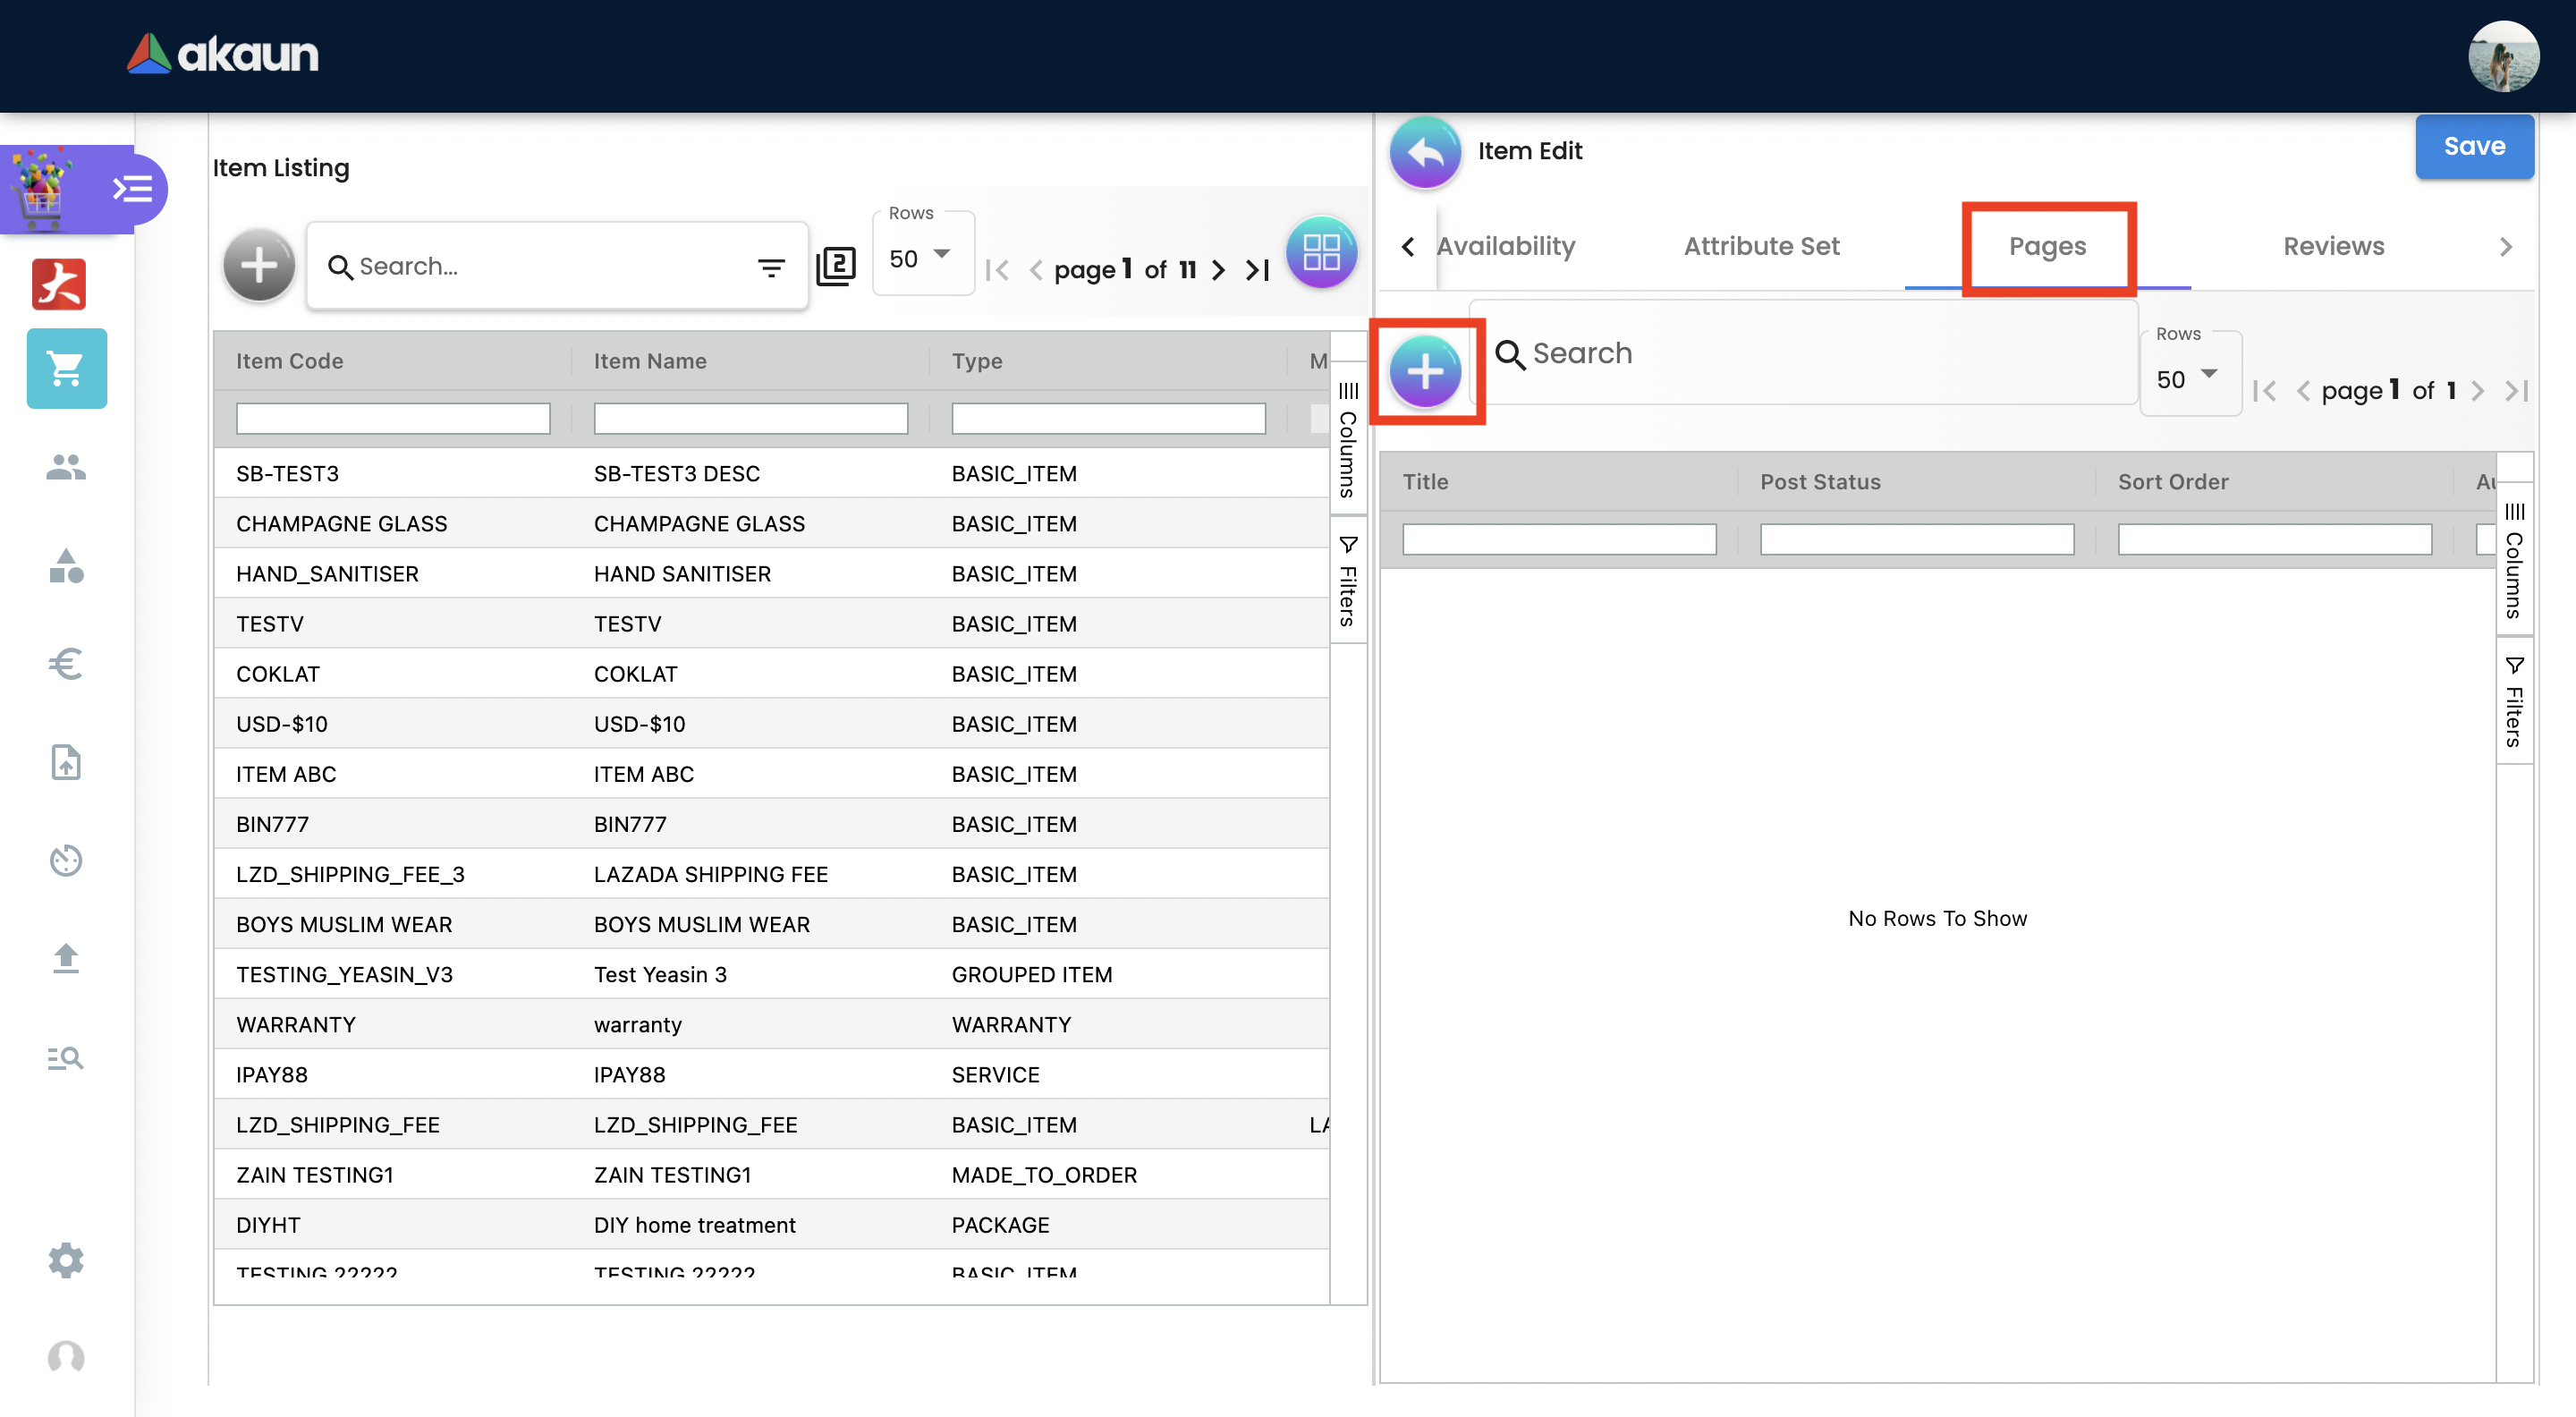 akaun
Item Listing
Search...
2
Rows
50
page 1 of 11
Item Code Item Name Type M
SB-TEST3 SB-TEST3 DESC BASIC_ITEM
CHAMPAGNE GLASS CHAMPAGNE GLASS BASIC_ITEM
HAND_SANITISER HAND SANITISER BASIC_ITEM
TESTV TESTV BASIC_ITEM
COKLAT COKLAT BASIC_ITEM
USD-$10 USD-$10 BASIC_ITEM
ITEM ABC ITEM ABC BASIC_ITEM
BIN777 BIN777 BASIC_ITEM
LZD_SHIPPING_FEE_3 LAZADA SHIPPING FEE BASIC_ITEM
BOYS MUSLIM WEAR BOYS MUSLIM WEAR BASIC_ITEM
TESTING_YEASIN_V3 Test Yeasin 3 GROUPED ITEM
WARRANTY warranty WARRANTY
IPAY88 IPAY88 SERVICE
LZD_SHIPPING_FEE LZD_SHIPPING_FEE BASIC_ITEM LA
ZAIN TESTING1 ZAIN TESTING1 MADE_TO_ORDER
DIYHT DIY home treatment PACKAGE
TESTING 22222 TESTING 22222 BASIC_ITEM
Columns
Filters
Item Edit
Save
Availability Attribute Set Pages Reviews
Search
Rows
50
page 1 of 1
Title Post Status Sort Order Au
No Rows To Show
Columns
Filters